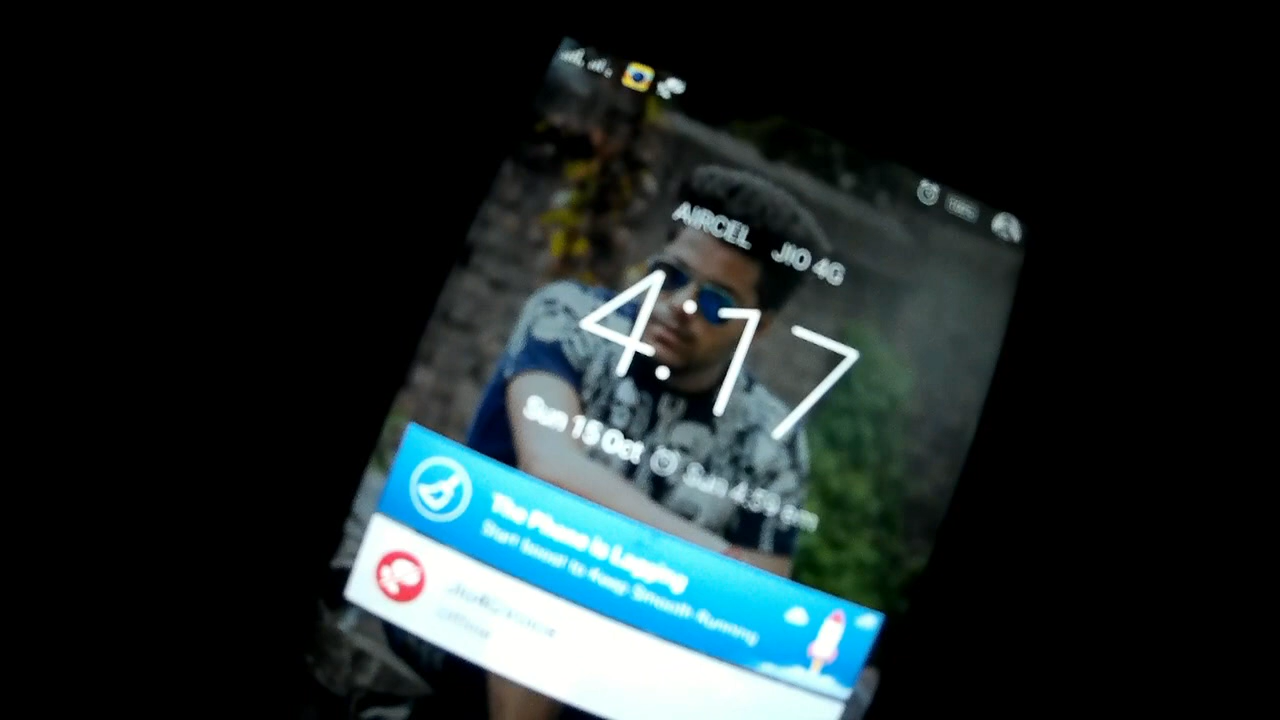 AIRCEL JIO 4G
4:17
Sun 15 Oct Sun 4:59 pm
The Phone is Lagging
Start boost to Keep Smooth Running